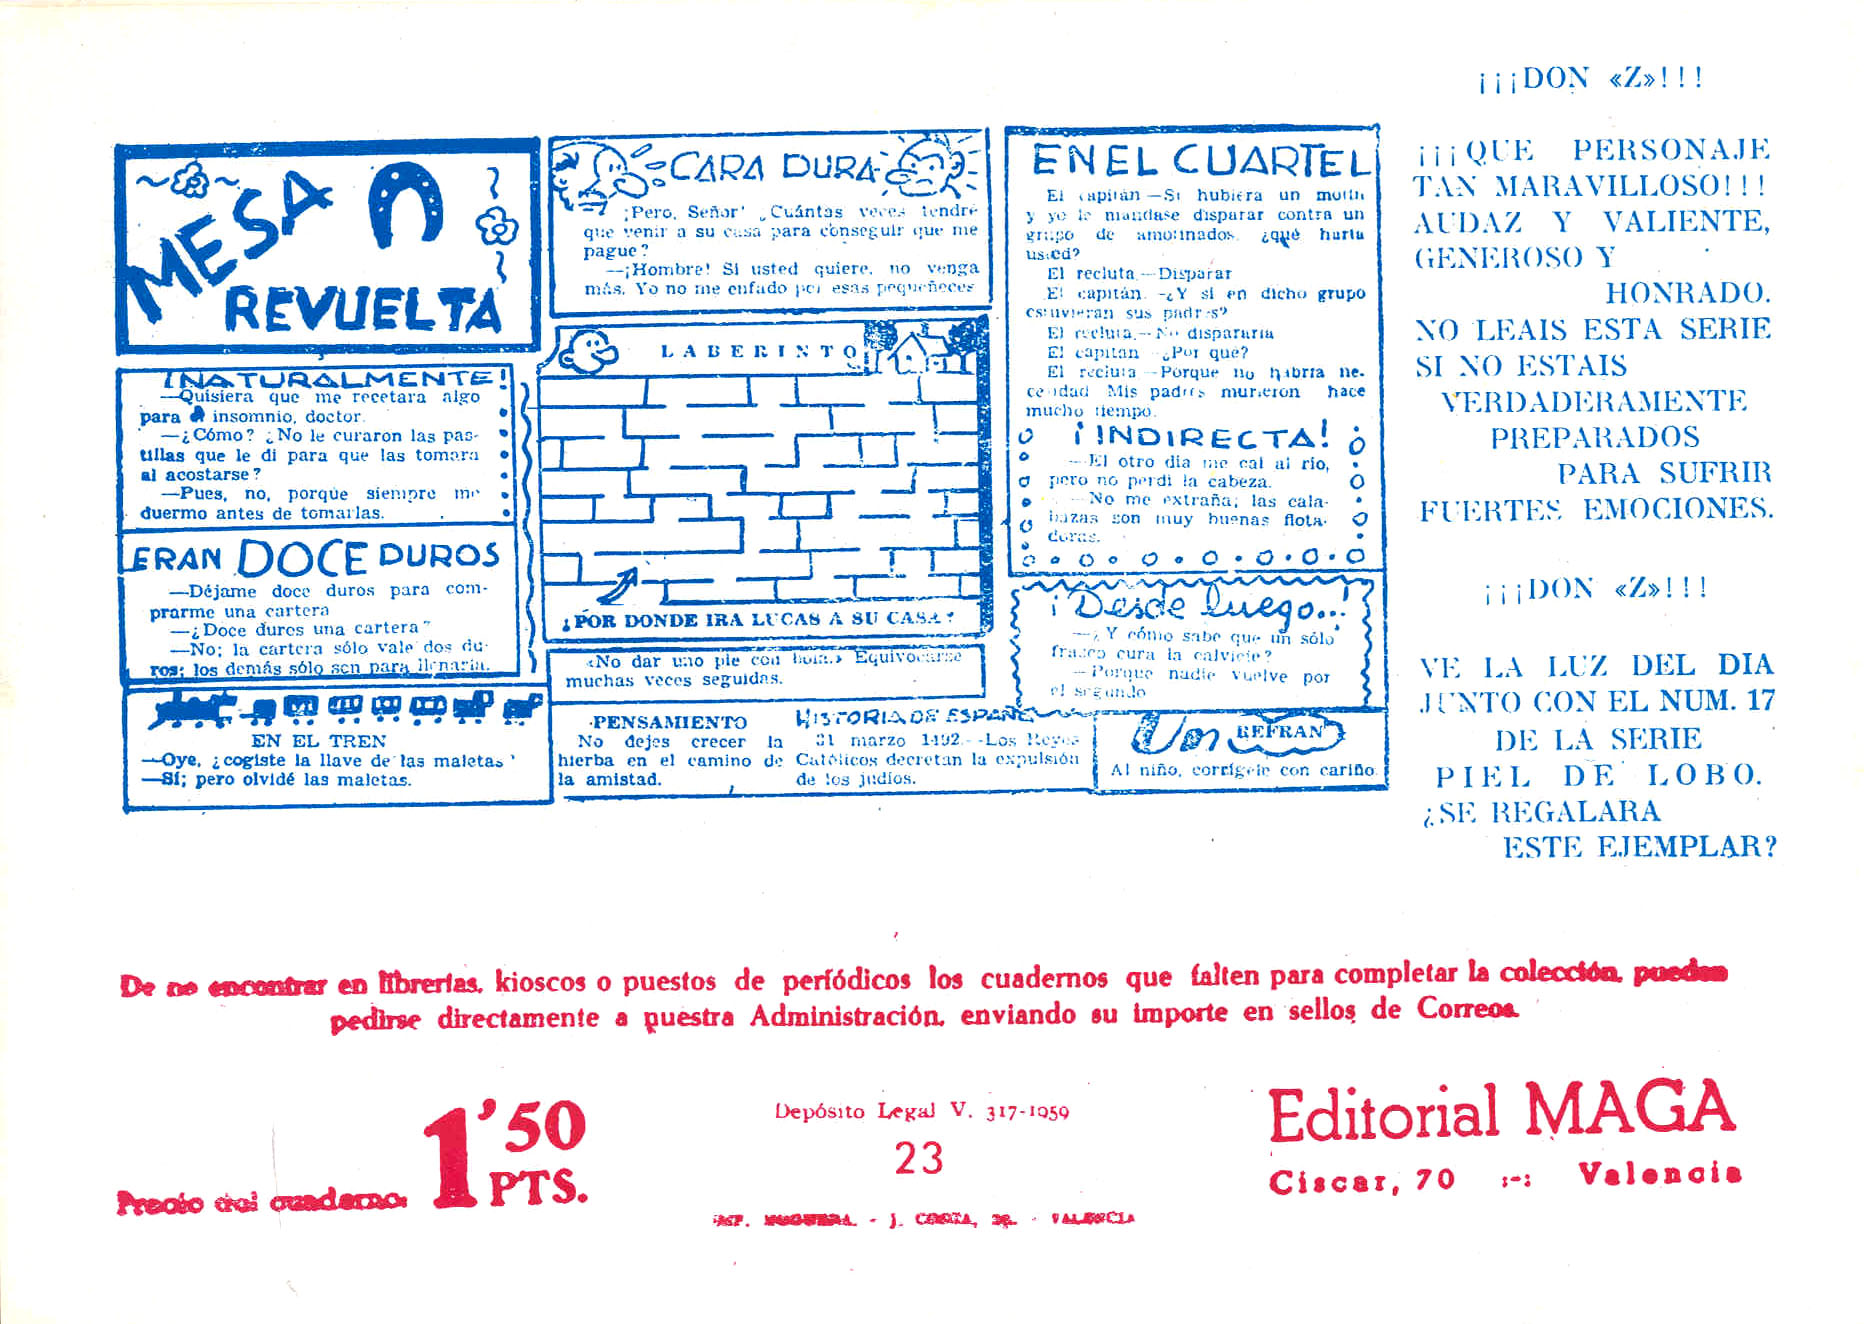 MESA
REVUELTA
¡NATURALMENTE!
—Quisiera que me recetara algo
para insomnio, doctor.
—¿Cómo? ¿No le curaron las pas-
tillas que le di para que las tomara
al acostarse?
—Pues, no, porque siempre me
duermo antes de tomarlas.
ERAN DOCE DUROS
—Déjame doce duros para com-
prarme una cartera
—¿Doce duros una cartera?
—No; la cartera sólo vale dos du-
ros; los demás sólo son para llenarla.
EN EL TREN
—Oye, ¿cogiste la llave de las maletas?
—Sí; pero olvidé las maletas.
CARA DURA
¡Pero, Señor! ¿Cuántas veces tendré
que venir a su casa para conseguir que me
pague?
—¡Hombre! Si usted quiere, no venga
más. Yo no me enfado por esas pequeñeces
LABERINTO
¿POR DONDE IRA LUCAS A SU CASA?
«No dar uno pie con bola.» Equivocarse
muchas veces seguidas.
PENSAMIENTO
No dejes crecer la
hierba en el camino de
la amistad.
HISTORIA DE ESPAÑA
31 marzo 1492.—Los Reyes
Católicos decretan la expulsión
de los judíos.
EN EL CUARTEL
El capitán.—Si hubiera un motín
y yo le mandase disparar contra un
grupo de amotinados, ¿qué haría
usted?
El recluta.—Disparar
El capitán.—¿Y si en dicho grupo
estuvieran sus padres?
El recluta.—No dispararía
El capitán.—¿Por qué?
El recluta.—Porque no habría ne-
cesidad. Mis padres murieron hace
mucho tiempo.
¡INDIRECTA!
—El otro día me caí al río,
pero no perdí la cabeza.
—No me extraña; las cala-
bazas son muy buenas flota-
doras.
¡Desde luego..!
—¿Y cómo sabe que un sólo
frasco cura la calvicie?
—Porque nadie vuelve por
el segundo
Un REFRAN
Al niño, corrígele con cariño.
¡¡¡DON «Z»!!!
¡¡¡QUE PERSONAJE
TAN MARAVILLOSO!!!
AUDAZ Y VALIENTE,
GENEROSO Y
HONRADO.
NO LEAIS ESTA SERIE
SI NO ESTAIS
VERDADERAMENTE
PREPARADOS
PARA SUFRIR
FUERTES EMOCIONES.
¡¡¡DON «Z»!!!
VE LA LUZ DEL DIA
JUNTO CON EL NUM. 17
DE LA SERIE
PIEL DE LOBO.
¿SE REGALARA
ESTE EJEMPLAR?
De no encontrar en librerías, kioscos o puestos de periódicos los cuadernos que falten para completar la colección, pueden
pedirse directamente a nuestra Administración, enviando su importe en sellos de Correos.
Precio del cuaderno: 1'50 PTS.
Depósito Legal V. 317-1959
23
IMP. NOGUERA. - J. COSTA, - VALENCIA
Editorial MAGA
Ciscar, 70 :-: Valencia